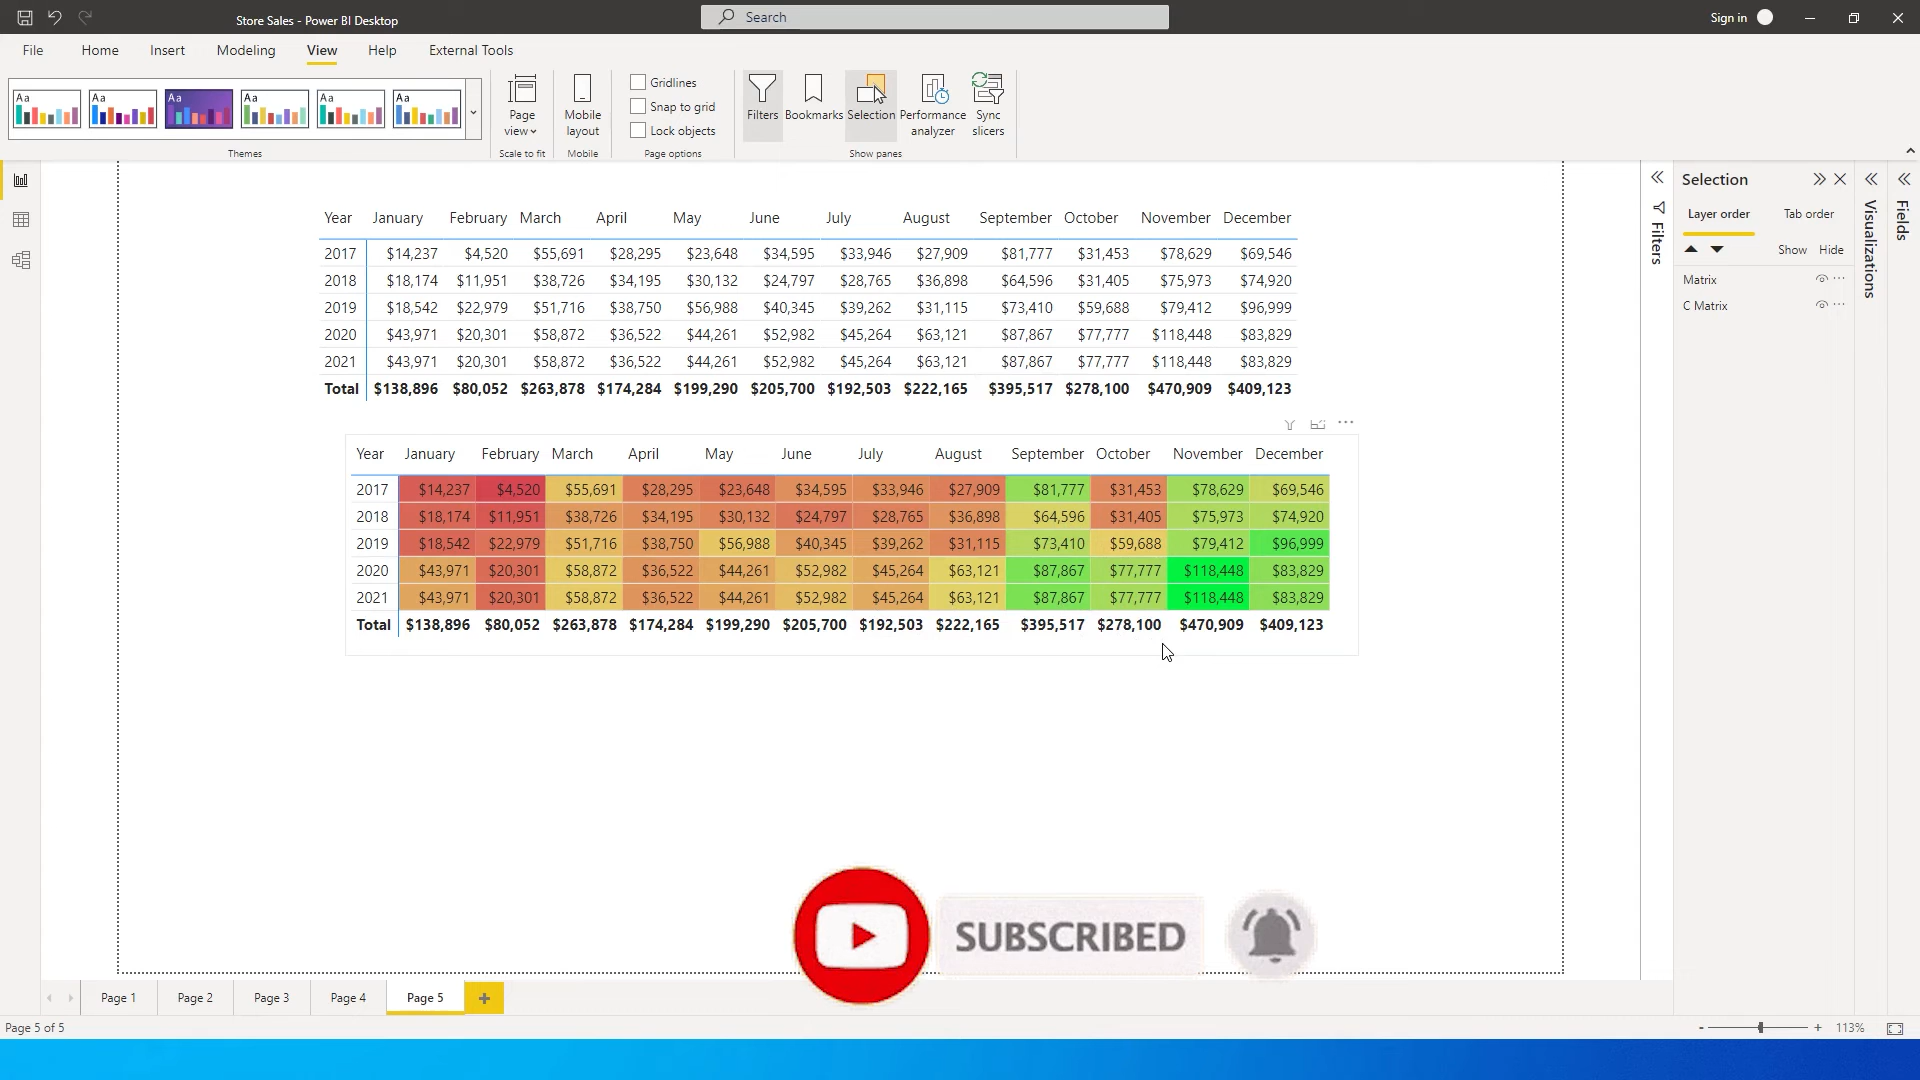 Store Sales - Power BI Desktop
Search
Sign in
File Home Insert Modeling View Help External Tools
Aa Aa Aa Aa Aa Aa
Themes
Page view
Scale to fit
Mobile layout
Mobile
Gridlines
Snap to grid
Lock objects
Page options
Filters
Bookmarks
Selection
Performance analyzer
Sync slicers
Show panes
Year January February March April May June July August September October November December
2017 $14,237 $4,520 $55,691 $28,295 $23,648 $34,595 $33,946 $27,909 $81,777 $31,453 $78,629 $69,546
2018 $18,174 $11,951 $38,726 $34,195 $30,132 $24,797 $28,765 $36,898 $64,596 $31,405 $75,973 $74,920
2019 $18,542 $22,979 $51,716 $38,750 $56,988 $40,345 $39,262 $31,115 $73,410 $59,688 $79,412 $96,999
2020 $43,971 $20,301 $58,872 $36,522 $44,261 $52,982 $45,264 $63,121 $87,867 $77,777 $118,448 $83,829
2021 $43,971 $20,301 $58,872 $36,522 $44,261 $52,982 $45,264 $63,121 $87,867 $77,777 $118,448 $83,829
Total $138,896 $80,052 $263,878 $174,284 $199,290 $205,700 $192,503 $222,165 $395,517 $278,100 $470,909 $409,123
Year January February March April May June July August September October November December
2017 $14,237 $4,520 $55,691 $28,295 $23,648 $34,595 $33,946 $27,909 $81,777 $31,453 $78,629 $69,546
2018 $18,174 $11,951 $38,726 $34,195 $30,132 $24,797 $28,765 $36,898 $64,596 $31,405 $75,973 $74,920
2019 $18,542 $22,979 $51,716 $38,750 $56,988 $40,345 $39,262 $31,115 $73,410 $59,688 $79,412 $96,999
2020 $43,971 $20,301 $58,872 $36,522 $44,261 $52,982 $45,264 $63,121 $87,867 $77,777 $118,448 $83,829
2021 $43,971 $20,301 $58,872 $36,522 $44,261 $52,982 $45,264 $63,121 $87,867 $77,777 $118,448 $83,829
Total $138,896 $80,052 $263,878 $174,284 $199,290 $205,700 $192,503 $222,165 $395,517 $278,100 $470,909 $409,123
Filters
Selection
Layer order Tab order
Show Hide
Matrix
C Matrix
Visualizations
Fields
SUBSCRIBED
Page 1 Page 2 Page 3 Page 4 Page 5 +
Page 5 of 5
- + 113%